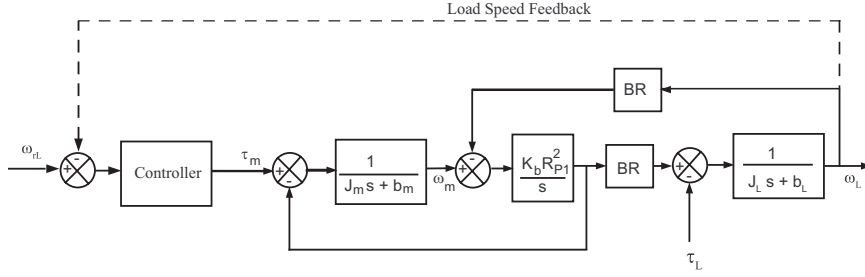 Load Speed Feedback
BR
ω_rL
+
-
Controller
τ_m
+
-
1
J_m s + b_m
ω_m
+
-
K_b R_P1^2
s
BR
+
-
1
J_L s + b_L
ω_L
τ_L